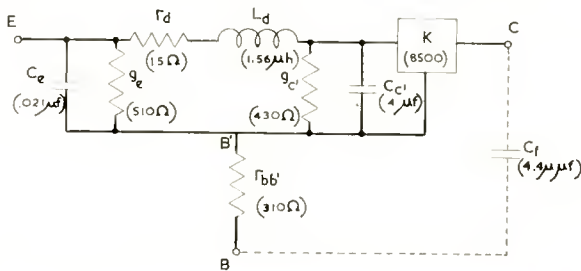 E
r_d
(15Ω)
L_d
(1.56μh)
K
(8500)
C
C_e
(.021μf)
g_e
(510Ω)
g_c'
(430Ω)
C_c'
(4μf)
C_f
(4.4μμf)
B'
r_bb'
(310Ω)
B